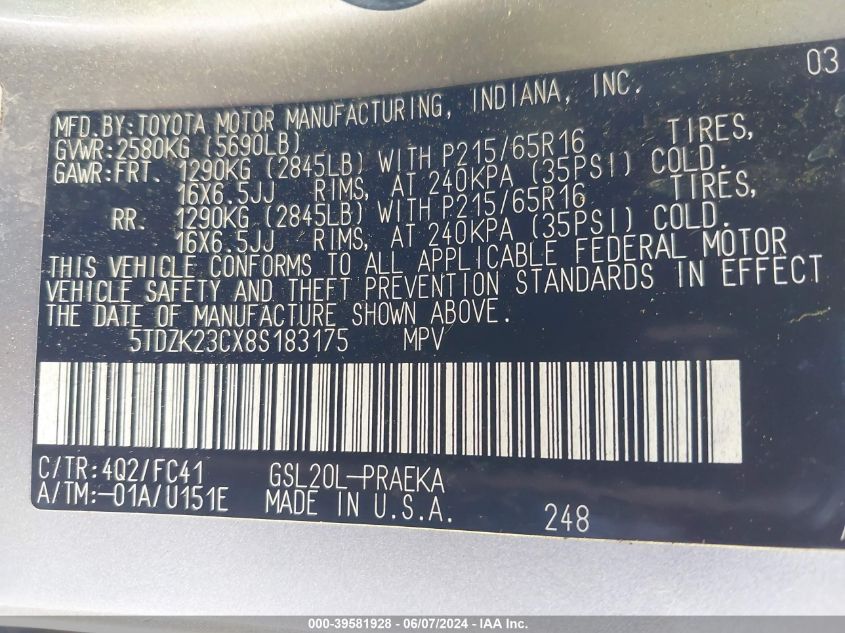 03
MFD.BY:TOYOTA MOTOR MANUFACTURING, INDIANA, INC.
GVWR:2580KG (5690LB)
GAWR:FRT. 1290KG (2845LB) WITH P215/65R16 TIRES,
16X6.5JJ RIMS, AT 240KPA (35PSI) COLD.
RR. 1290KG (2845LB) WITH P215/65R16 TIRES,
16X6.5JJ RIMS, AT 240KPA (35PSI) COLD.
THIS VEHICLE CONFORMS TO ALL APPLICABLE FEDERAL MOTOR
VEHICLE SAFETY AND THEFT PREVENTION STANDARDS IN EFFECT
THE DATE OF MANUFACTURE SHOWN ABOVE.
5TDZK23CX8S183175 MPV
C/TR:4Q2/FC41 GSL20L-PRAEKA
A/TM:-01A/U151E MADE IN U.S.A. 248
000-39581928 - 06/07/2024 - IAA Inc.